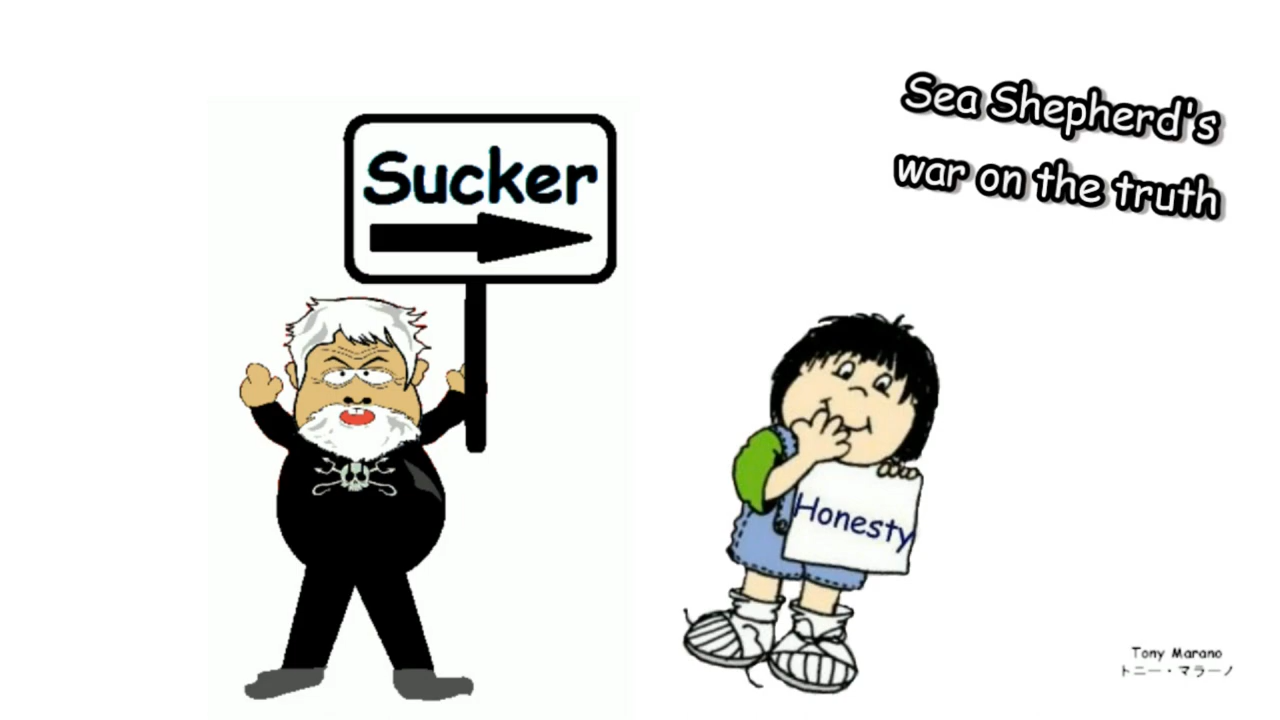 Sea Shepherd's
war on the truth
Sucker
Honesty
Tony Marano
トニー・マラーノ